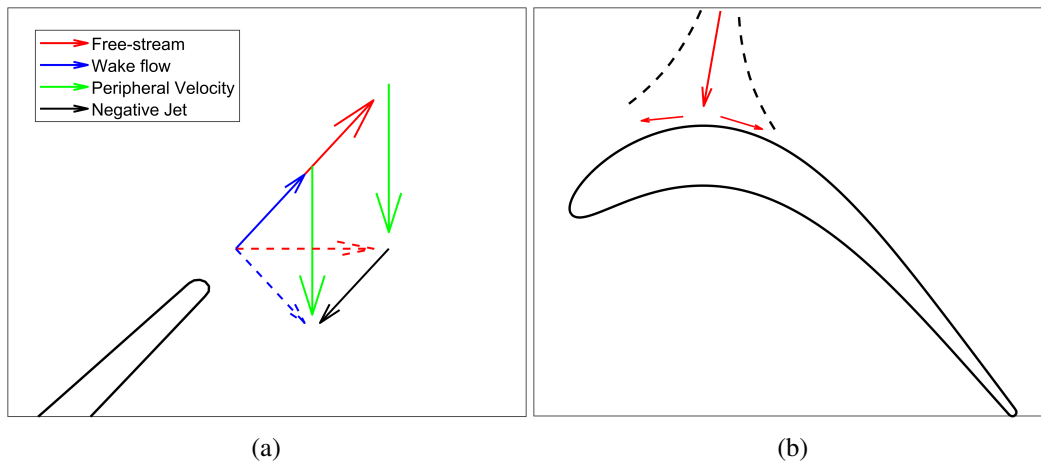 Free-stream
Wake flow
Peripheral Velocity
Negative Jet
(a)
(b)